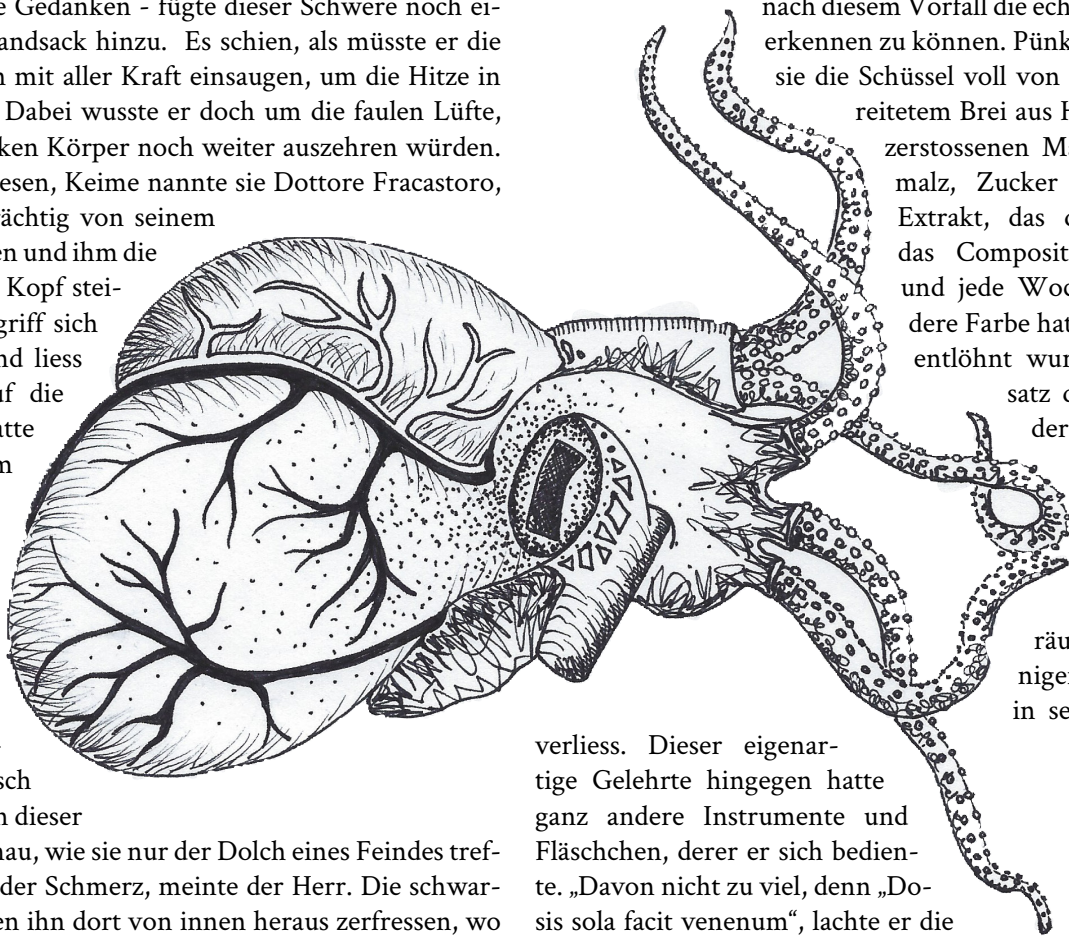 e Gedanken - fügte dieser Schwere noch ei-
andsack hinzu. Es schien, als müsste er die
n mit aller Kraft einsaugen, um die Hitze in
Dabei wusste er doch um die faulen Lüfte,
ken Körper noch weiter auszehren würden.
esen, Keime nannte sie Dottore Fracastoro,
ächtig von seinem
en und ihm die
Kopf stei-
griff sich
nd liess
uf die
atte
m
sch
n dieser
nau, wie sie nur der Dolch eines Feindes tref-
der Schmerz, meinte der Herr. Die schwar-
en ihn dort von innen heraus zerfressen, wo
verliess. Dieser eigenar-
tige Gelehrte hingegen hatte
ganz andere Instrumente und
Fläschchen, derer er sich bedien-
te. „Davon nicht zu viel, denn „Do-
sis sola facit venenum“, lachte er die
nach diesem Vorfall die ech
erkennen zu können. Pünk
sie die Schüssel voll von
reitetem Brei aus H
zerstossenen Ma
malz, Zucker
Extrakt, das d
das Composit
und jede Woc
dere Farbe hat
entlöhnt wur
satz d
der
räu
nige
in se